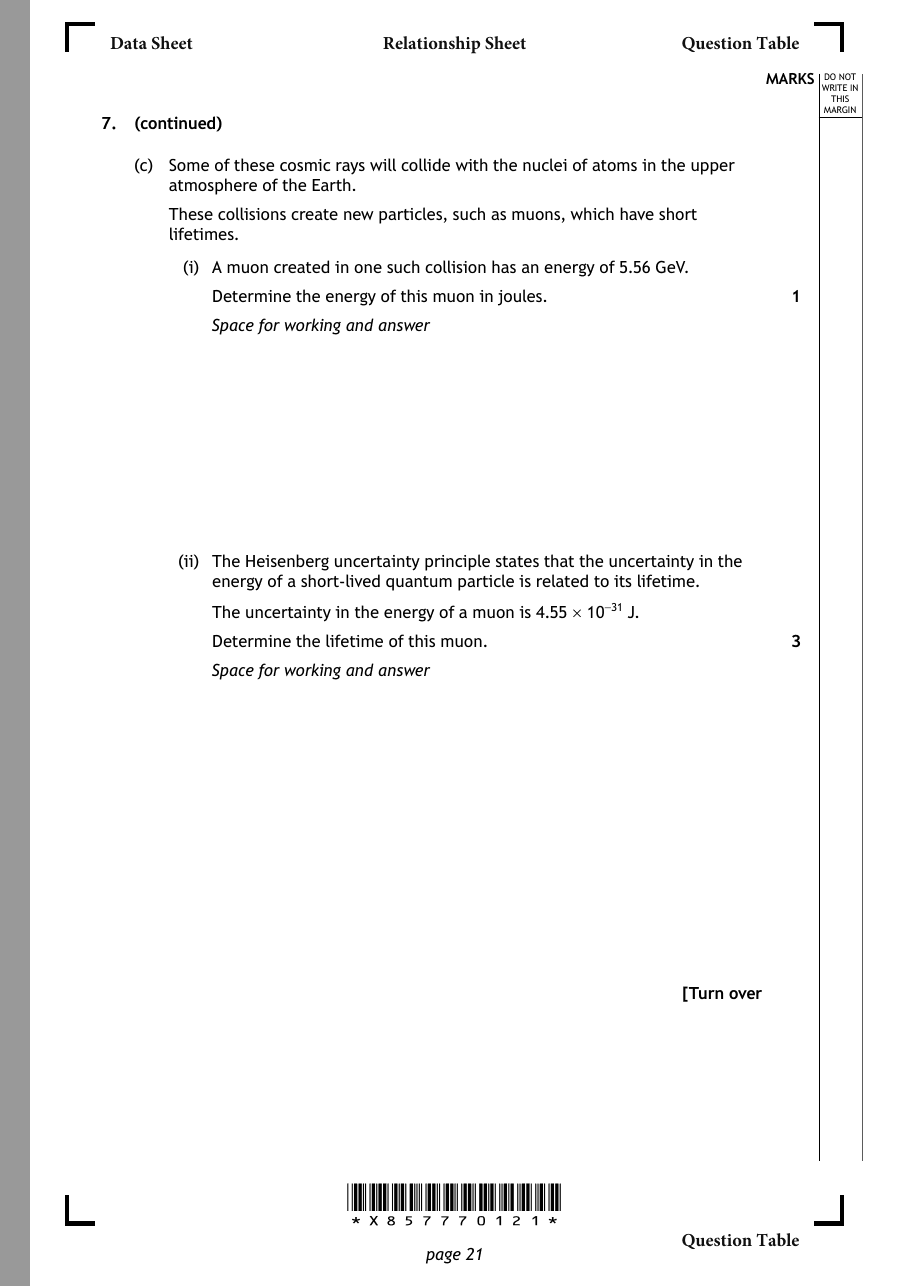 Data Sheet Relationship Sheet Question Table
MARKS
DO NOT
WRITE IN
THIS
MARGIN
7. (continued)
(c) Some of these cosmic rays will collide with the nuclei of atoms in the upper
atmosphere of the Earth.
These collisions create new particles, such as muons, which have short
lifetimes.
(i) A muon created in one such collision has an energy of 5.56 GeV.
Determine the energy of this muon in joules. 1
Space for working and answer
(ii) The Heisenberg uncertainty principle states that the uncertainty in the
energy of a short-lived quantum particle is related to its lifetime.
The uncertainty in the energy of a muon is 4.55 × 10⁻³¹ J.
Determine the lifetime of this muon. 3
Space for working and answer
[Turn over
* X 8 5 7 7 7 0 1 2 1 *
Question Table
page 21